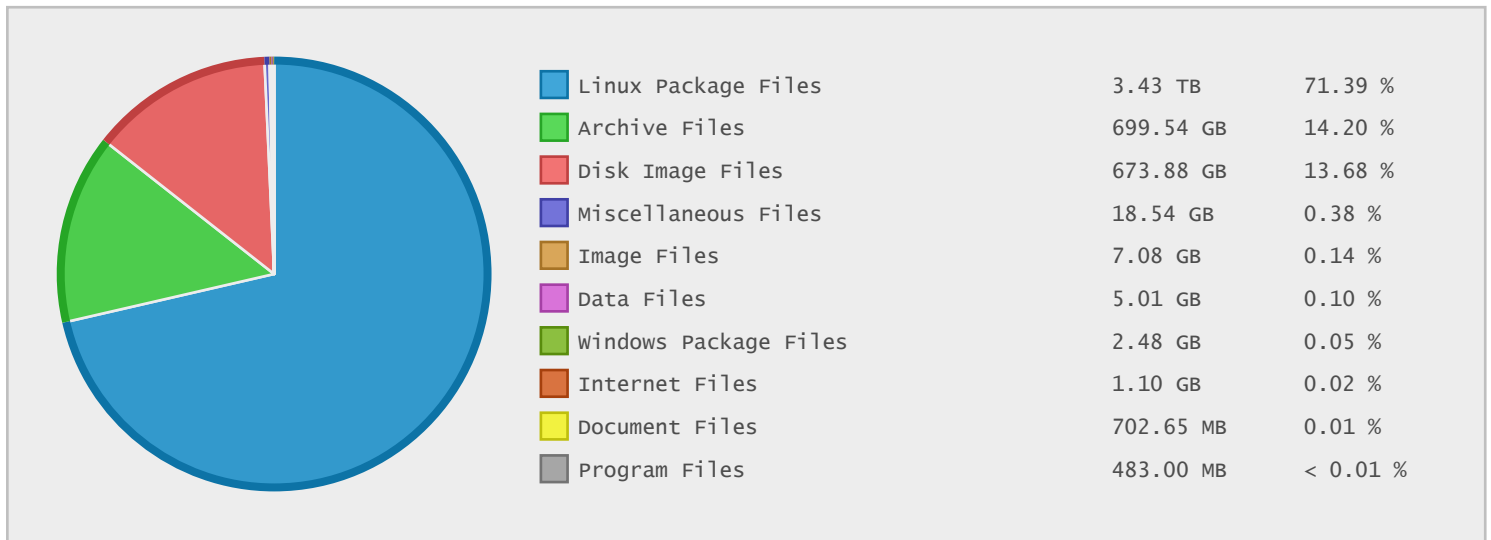 Linux Package Files 3.43 TB 71.39 %
Archive Files 699.54 GB 14.20 %
Disk Image Files 673.88 GB 13.68 %
Miscellaneous Files 18.54 GB 0.38 %
Image Files 7.08 GB 0.14 %
Data Files 5.01 GB 0.10 %
Windows Package Files 2.48 GB 0.05 %
Internet Files 1.10 GB 0.02 %
Document Files 702.65 MB 0.01 %
Program Files 483.00 MB < 0.01 %